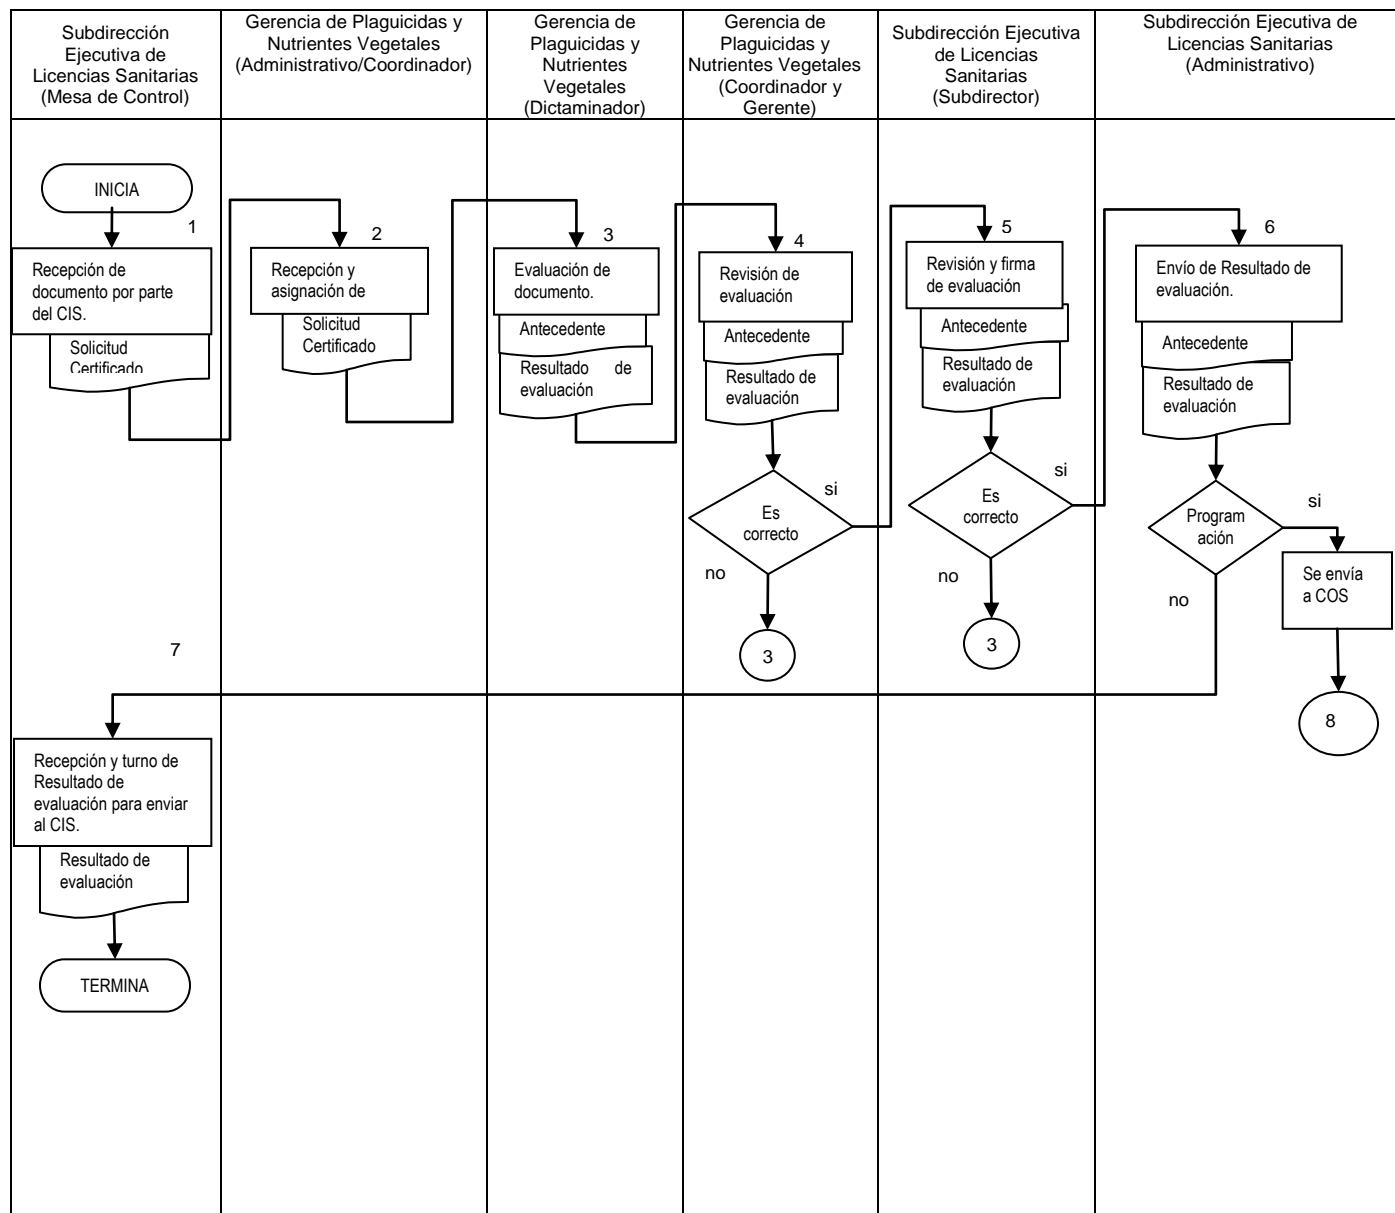 Subdirección
Ejecutiva de
Licencias Sanitarias
(Mesa de Control)
Gerencia de Plaguicidas y
Nutrientes Vegetales
(Administrativo/Coordinador)
Gerencia de
Plaguicidas y
Nutrientes
Vegetales
(Dictaminador)
Gerencia de
Plaguicidas y
Nutrientes Vegetales
(Coordinador y
Gerente)
Subdirección Ejecutiva
de Licencias
Sanitarias
(Subdirector)
Subdirección Ejecutiva de
Licencias Sanitarias
(Administrativo)
INICIA
1
Recepción de
documento por parte
del CIS.
Solicitud
Certificado
2
Recepción y
asignación de
Solicitud
Certificado
3
Evaluación de
documento.
Antecedente
Resultado de
evaluación
4
Revisión de
evaluación
Antecedente
Resultado de
evaluación
Es
correcto
si
no
3
5
Revisión y firma
de evaluación
Antecedente
Resultado de
evaluación
Es
correcto
si
no
3
6
Envío de Resultado de
evaluación.
Antecedente
Resultado de
evaluación
Program
ación
si
no
Se envía
a COS
8
7
Recepción y turno de
Resultado de
evaluación para enviar
al CIS.
Resultado de
evaluación
TERMINA